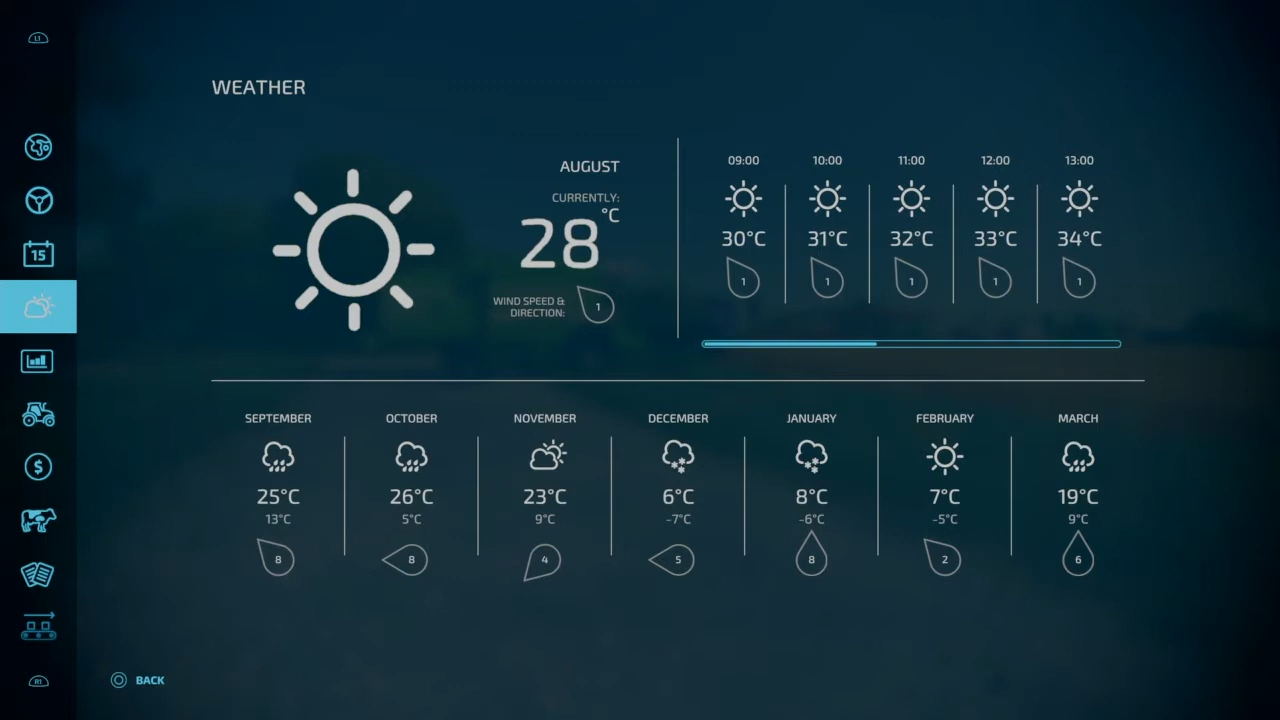 L1
WEATHER
AUGUST
CURRENTLY:
28 °C
WIND SPEED &
DIRECTION:
1
09:00 10:00 11:00 12:00 13:00
30°C 31°C 32°C 33°C 34°C
1 1 1 1 1
15
$
SEPTEMBER OCTOBER NOVEMBER DECEMBER JANUARY FEBRUARY MARCH
25°C 26°C 23°C 6°C 8°C 7°C 19°C
13°C 5°C 9°C -7°C -6°C -5°C 9°C
8 8 4 5 8 2 6
R1
BACK